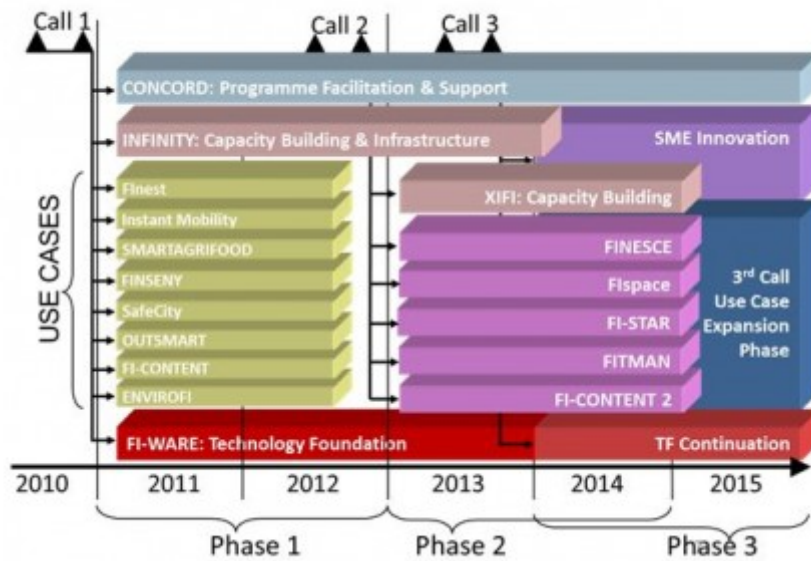 Call 1
Call 2
Call 3
CONCORD: Programme Facilitation & Support
INFINITY: Capacity Building & Infrastructure
SME Innovation
USE CASES
FInest
Instant Mobility
SMARTAGRIFOOD
FINSENY
SafeCity
OUTSMART
FI-CONTENT
ENVIROFI
XIFI: Capacity Building
FINESCE
FIspace
FI-STAR
FITMAN
FI-CONTENT 2
3rd Call
Use Case
Expansion
Phase
FI-WARE: Technology Foundation
TF Continuation
2010 2011 2012 2013 2014 2015
Phase 1 Phase 2 Phase 3